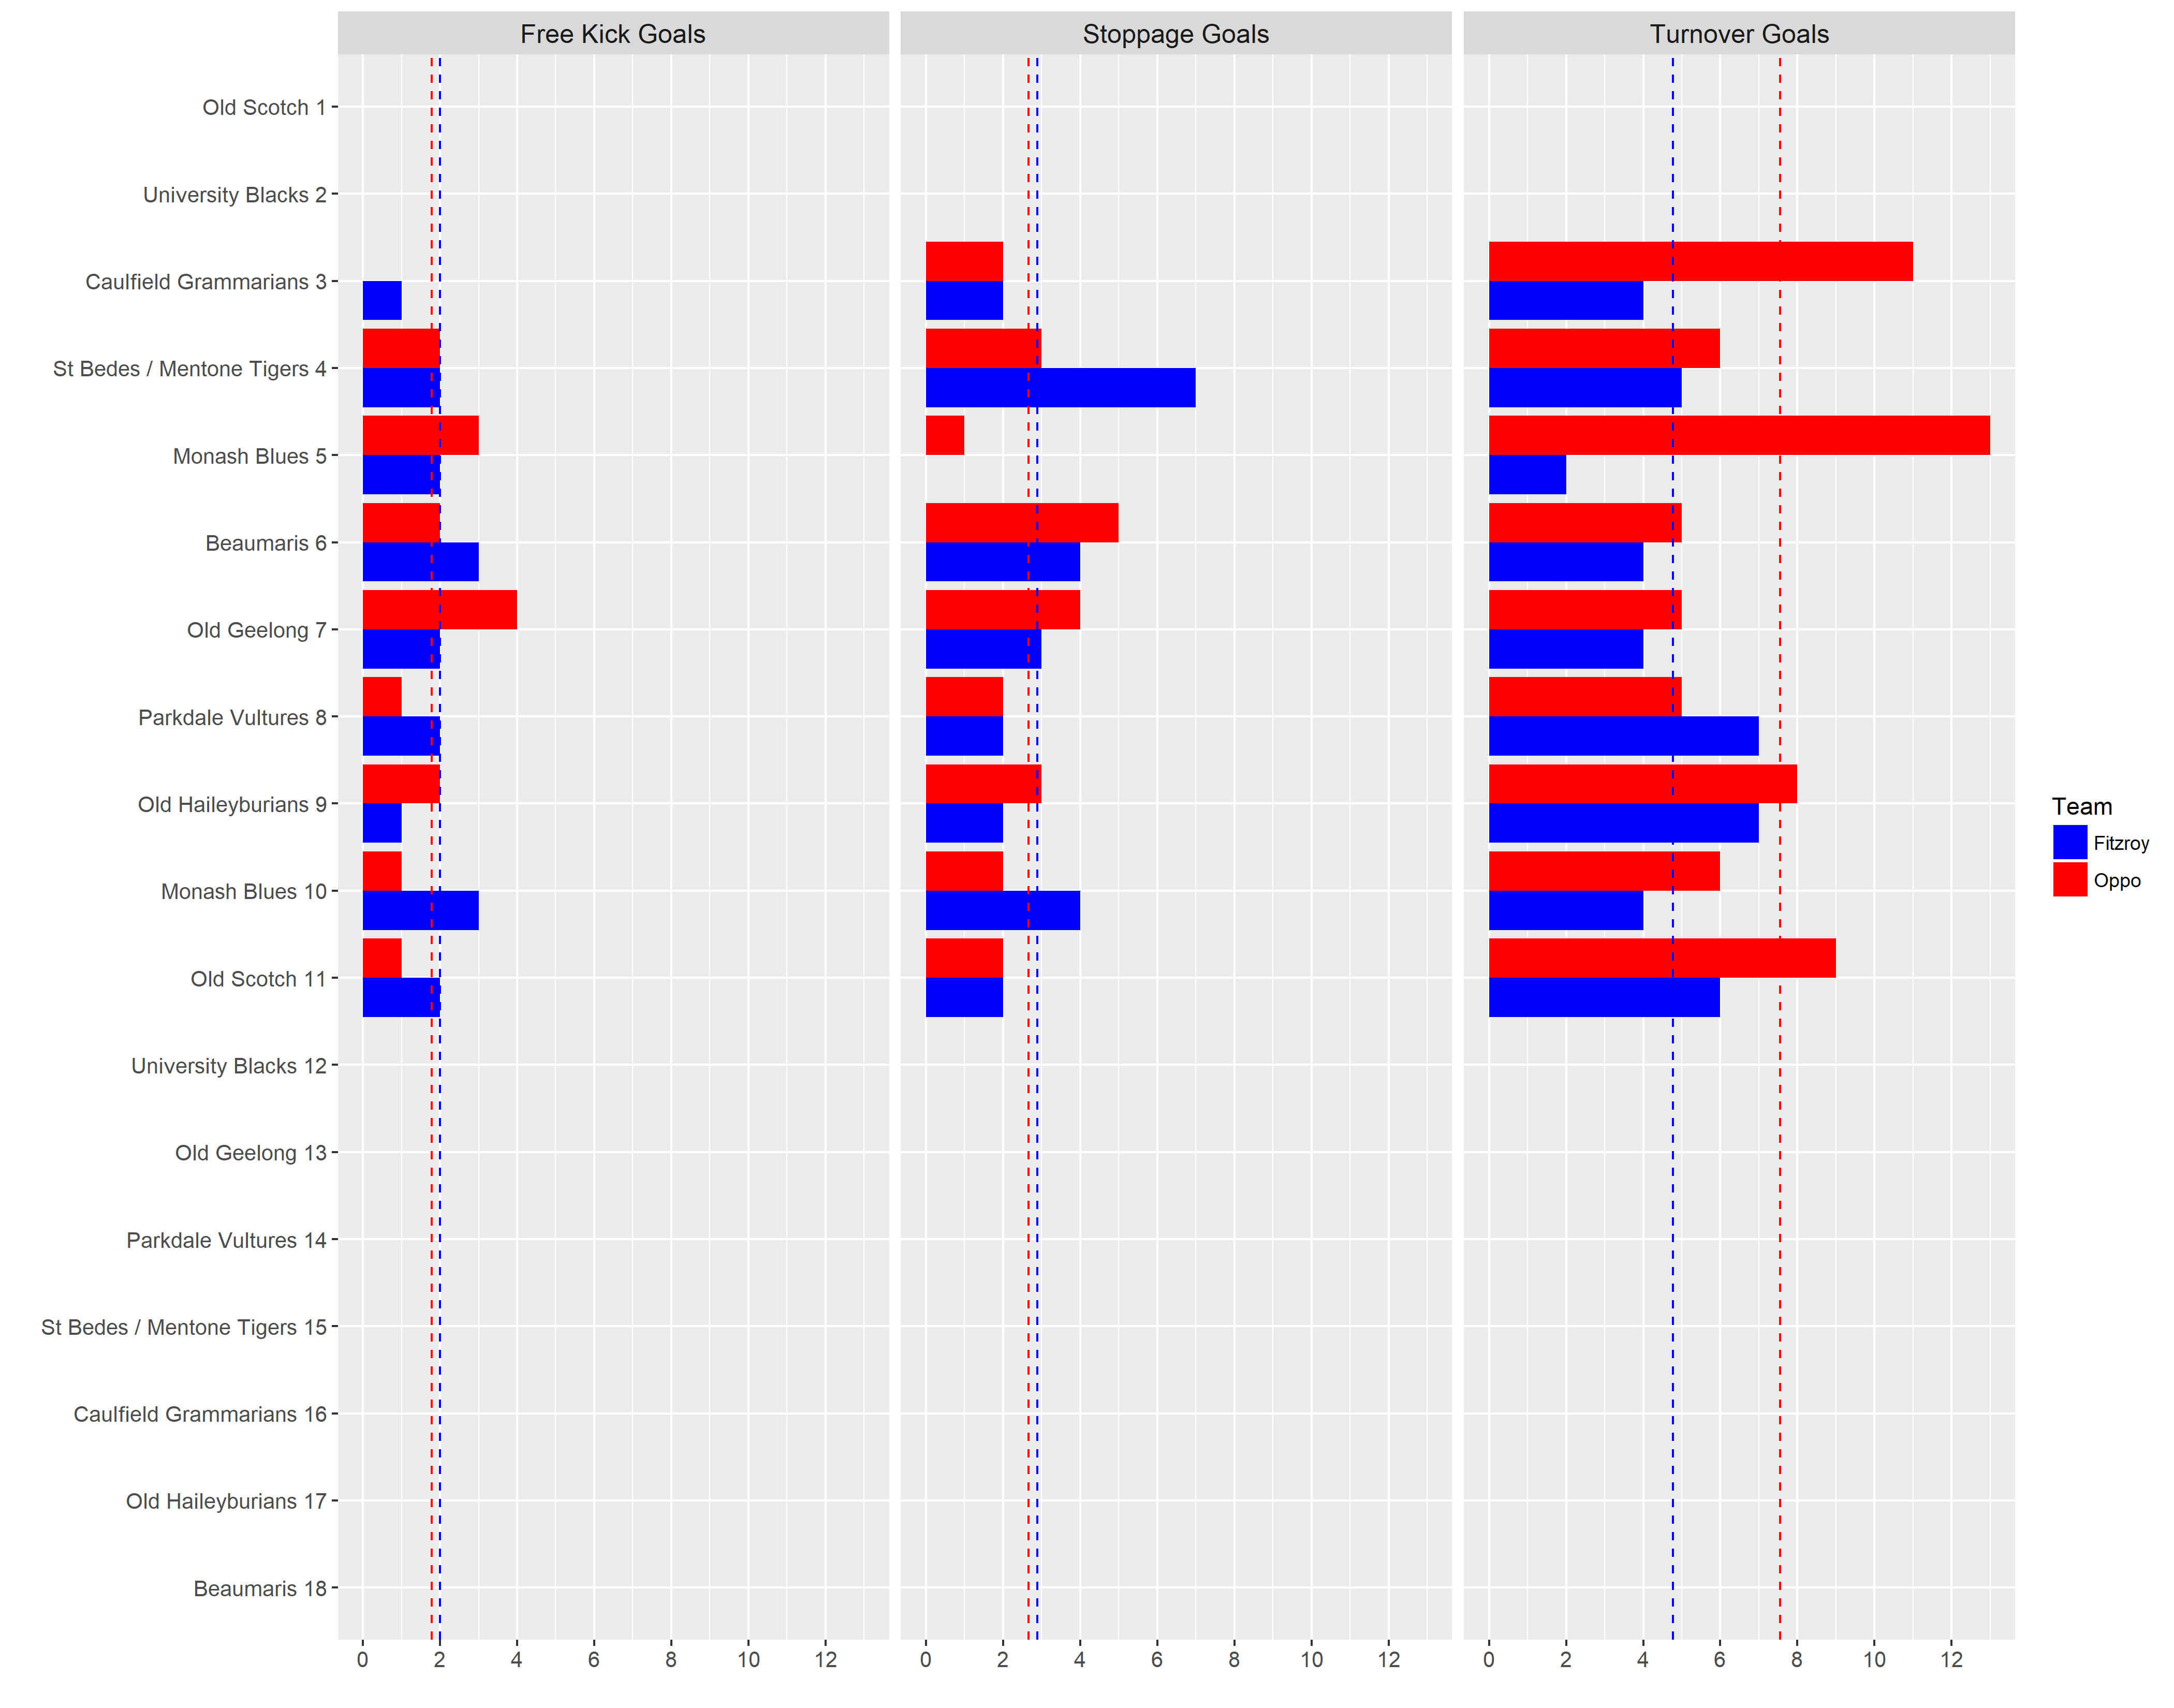 Free Kick Goals
Stoppage Goals
Turnover Goals
Old Scotch 1
University Blacks 2
Caulfield Grammarians 3
St Bedes / Mentone Tigers 4
Monash Blues 5
Beaumaris 6
Old Geelong 7
Parkdale Vultures 8
Old Haileyburians 9
Monash Blues 10
Old Scotch 11
University Blacks 12
Old Geelong 13
Parkdale Vultures 14
St Bedes / Mentone Tigers 15
Caulfield Grammarians 16
Old Haileyburians 17
Beaumaris 18
0 2 4 6 8 10 12
0 2 4 6 8 10 12
0 2 4 6 8 10 12
Team
Fitzroy
Oppo